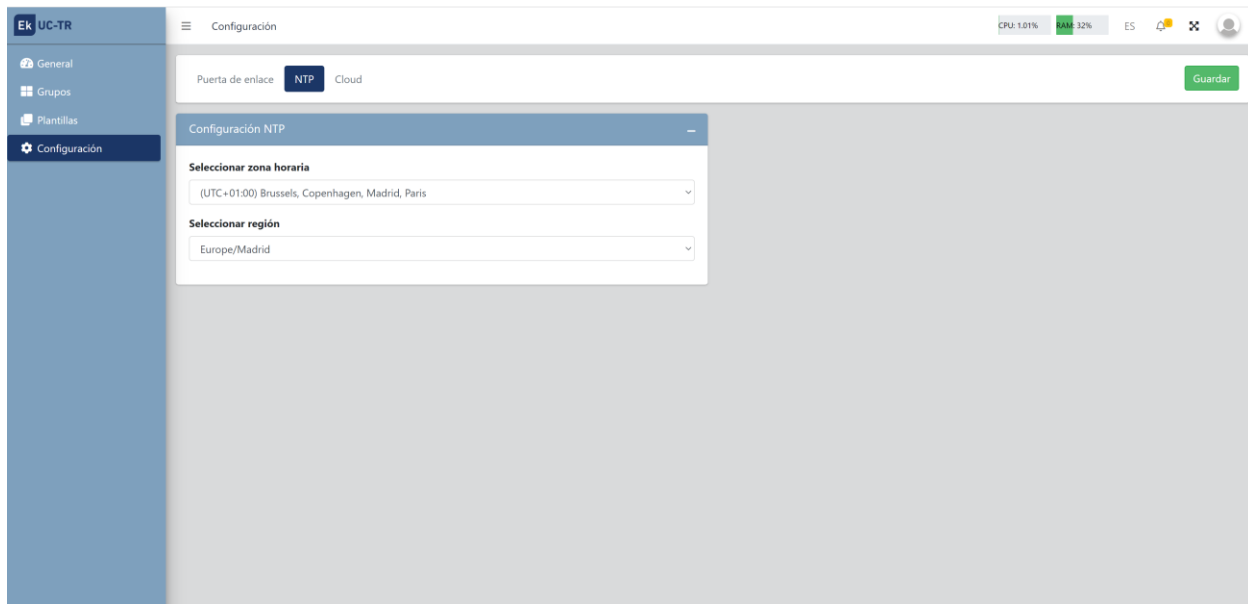 Ek UC-TR
Configuración
CPU: 1.01%
RAM: 32%
ES
General
Grupos
Plantillas
Configuración
Puerta de enlace
NTP
Cloud
Guardar
Configuración NTP
Seleccionar zona horaria
(UTC+01:00) Brussels, Copenhagen, Madrid, Paris
Seleccionar región
Europe/Madrid